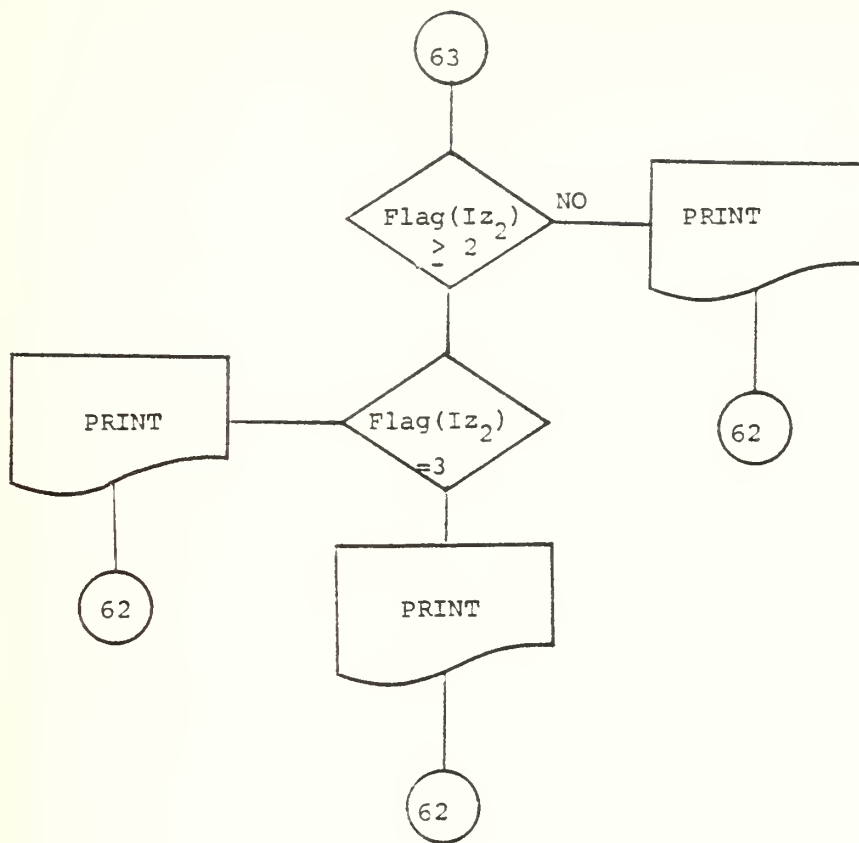 63
Flag(Iz₂)
≥ 2
NO
PRINT
62
Flag(Iz₂)
=3
PRINT
62
PRINT
62